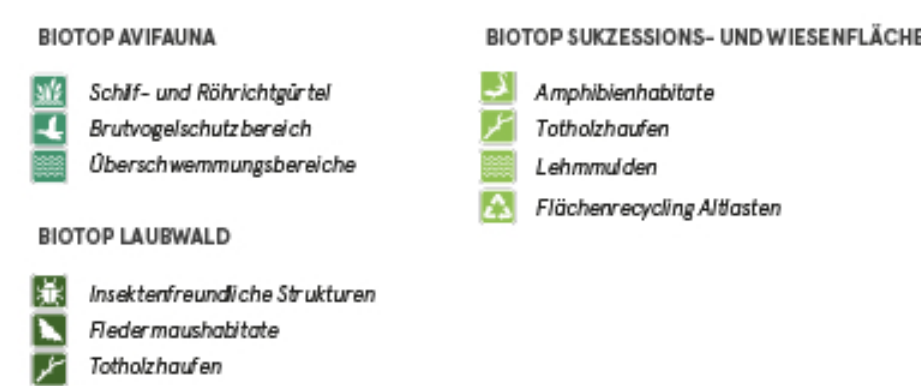 BIOTOP AVIFAUNA
Schilf- und Röhrichtgürtel
Brutvogelschutzbereich
Überschwemmungsbereiche
BIOTOP LAUBWALD
Insektenfreundliche Strukturen
Fledermaushabitate
Totholzhaufen
BIOTOP SUKZESSIONS- UND WIESENFLÄCHE
Amphibienhabitate
Totholzhaufen
Lehmmulden
Flächenrecycling Altlasten